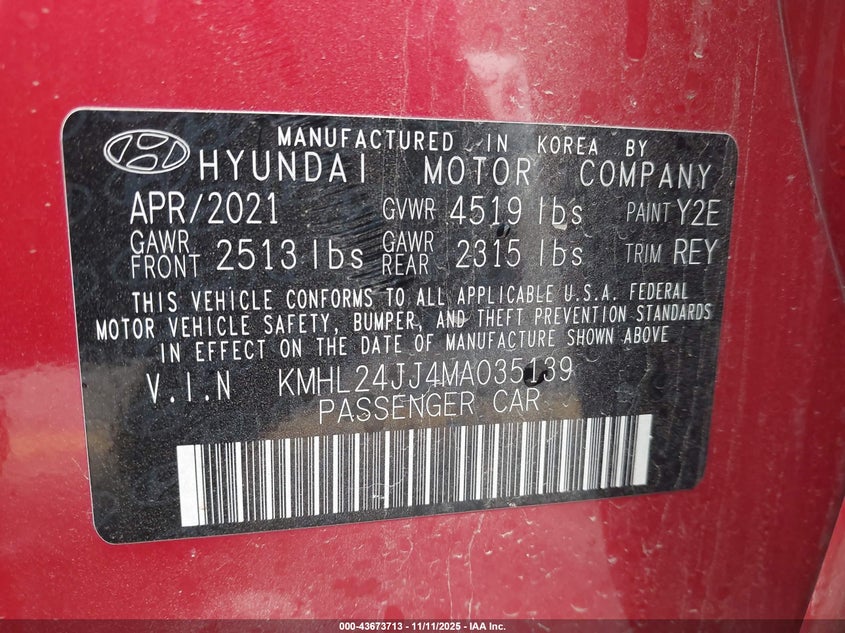 MANUFACTURED IN KOREA BY
HYUNDAI MOTOR COMPANY
APR/2021 GVWR 4519 lbs PAINT Y2E
GAWR FRONT 2513 lbs GAWR REAR 2315 lbs TRIM REY
THIS VEHICLE CONFORMS TO ALL APPLICABLE U.S.A. FEDERAL
MOTOR VEHICLE SAFETY, BUMPER, AND THEFT PREVENTION STANDARDS
IN EFFECT ON THE DATE OF MANUFACTURE SHOWN ABOVE
V.I.N KMHL24JJ4MA035139
PASSENGER CAR
000-43673713 - 11/11/2025 - IAA Inc.